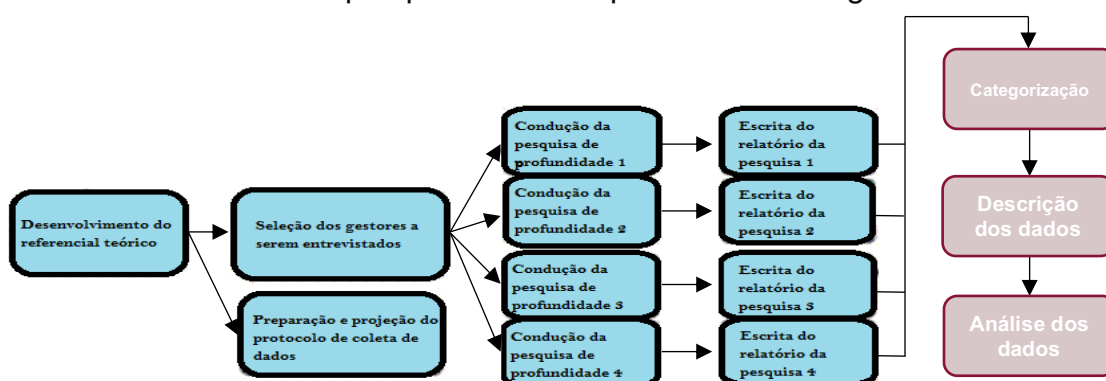 Desenvolvimento do
referencial teórico
Seleção dos gestores a
serem entrevistados
Preparação e projeção do
protocolo de coleta de
dados
Condução da
pesquisa de
profundidade 1
Condução da
pesquisa de
profundidade 2
Condução da
pesquisa de
profundidade 3
Condução da
pesquisa de
profundidade 4
Escrita do
relatório da
pesquisa 1
Escrita do
relatório da
pesquisa 2
Escrita do
relatório da
pesquisa 3
Escrita do
relatório da
pesquisa 4
Categorização
Descrição
dos dados
Análise dos
dados